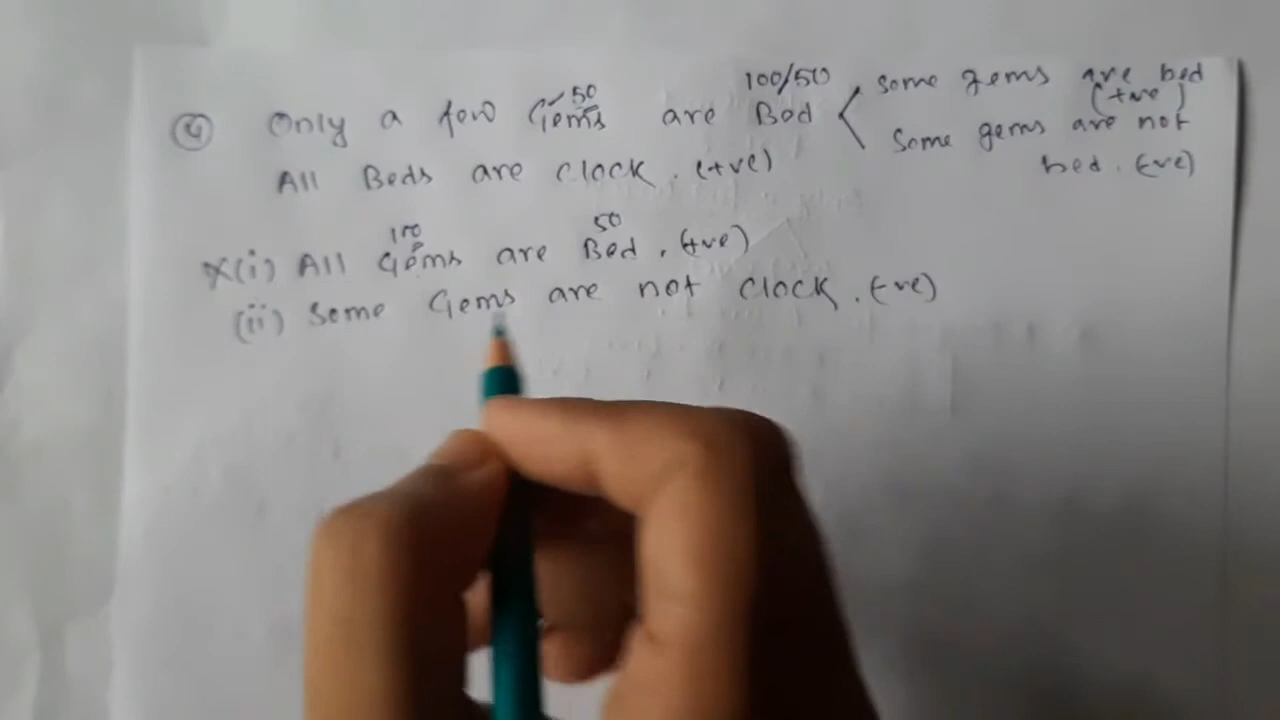 ④ Only a few Gems 50 are Bed 100/50 < some gems are bed (+ve)
Some gems are not bed. (-ve)
All Beds are clock. (+ve)
X(i) All Gems 100 are Bed 50. (+ve)
(ii) Some Gems are not clock. (-ve)